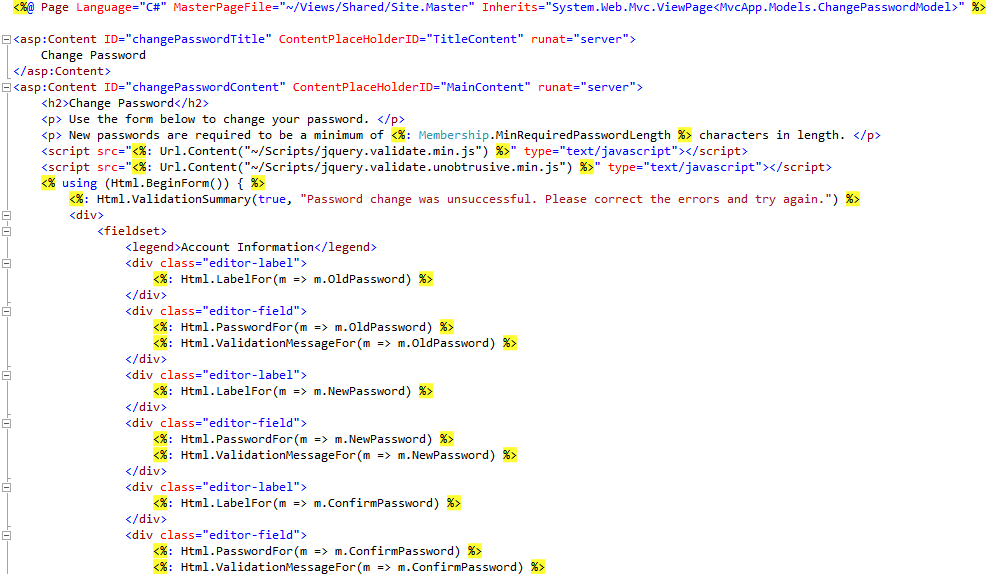 <%@ Page Language="C#" MasterPageFile="~/Views/Shared/Site.Master" Inherits="System.Web.Mvc.ViewPage<MvcApp.Models.ChangePasswordModel>" %>

<asp:Content ID="changePasswordTitle" ContentPlaceHolderID="TitleContent" runat="server">
    Change Password
</asp:Content>
<asp:Content ID="changePasswordContent" ContentPlaceHolderID="MainContent" runat="server">
    <h2>Change Password</h2>
    <p> Use the form below to change your password. </p>
    <p> New passwords are required to be a minimum of <%: Membership.MinRequiredPasswordLength %> characters in length. </p>
    <script src="<%: Url.Content("~/Scripts/jquery.validate.min.js") %>" type="text/javascript"></script>
    <script src="<%: Url.Content("~/Scripts/jquery.validate.unobtrusive.min.js") %>" type="text/javascript"></script>
    <% using (Html.BeginForm()) { %>
        <%: Html.ValidationSummary(true, "Password change was unsuccessful. Please correct the errors and try again.") %>
        <div>
            <fieldset>
                <legend>Account Information</legend>
                <div class="editor-label">
                    <%: Html.LabelFor(m => m.OldPassword) %>
                </div>
                <div class="editor-field">
                    <%: Html.PasswordFor(m => m.OldPassword) %>
                    <%: Html.ValidationMessageFor(m => m.OldPassword) %>
                </div>
                <div class="editor-label">
                    <%: Html.LabelFor(m => m.NewPassword) %>
                </div>
                <div class="editor-field">
                    <%: Html.PasswordFor(m => m.NewPassword) %>
                    <%: Html.ValidationMessageFor(m => m.NewPassword) %>
                </div>
                <div class="editor-label">
                    <%: Html.LabelFor(m => m.ConfirmPassword) %>
                </div>
                <div class="editor-field">
                    <%: Html.PasswordFor(m => m.ConfirmPassword) %>
                    <%: Html.ValidationMessageFor(m => m.ConfirmPassword) %>